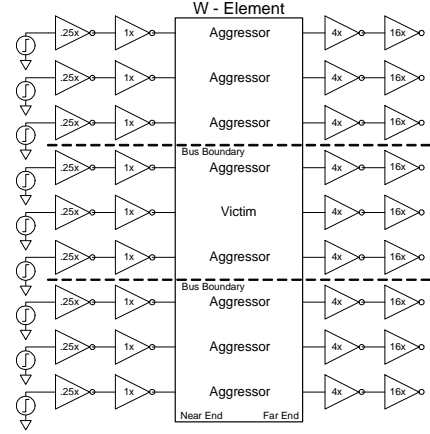 W - Element
.25x 1x Aggressor 4x 16x
.25x 1x Aggressor 4x 16x
.25x 1x Aggressor 4x 16x
Bus Boundary
.25x 1x Aggressor 4x 16x
.25x 1x Victim 4x 16x
.25x 1x Aggressor 4x 16x
Bus Boundary
.25x 1x Aggressor 4x 16x
.25x 1x Aggressor 4x 16x
.25x 1x Aggressor 4x 16x
Near End Far End